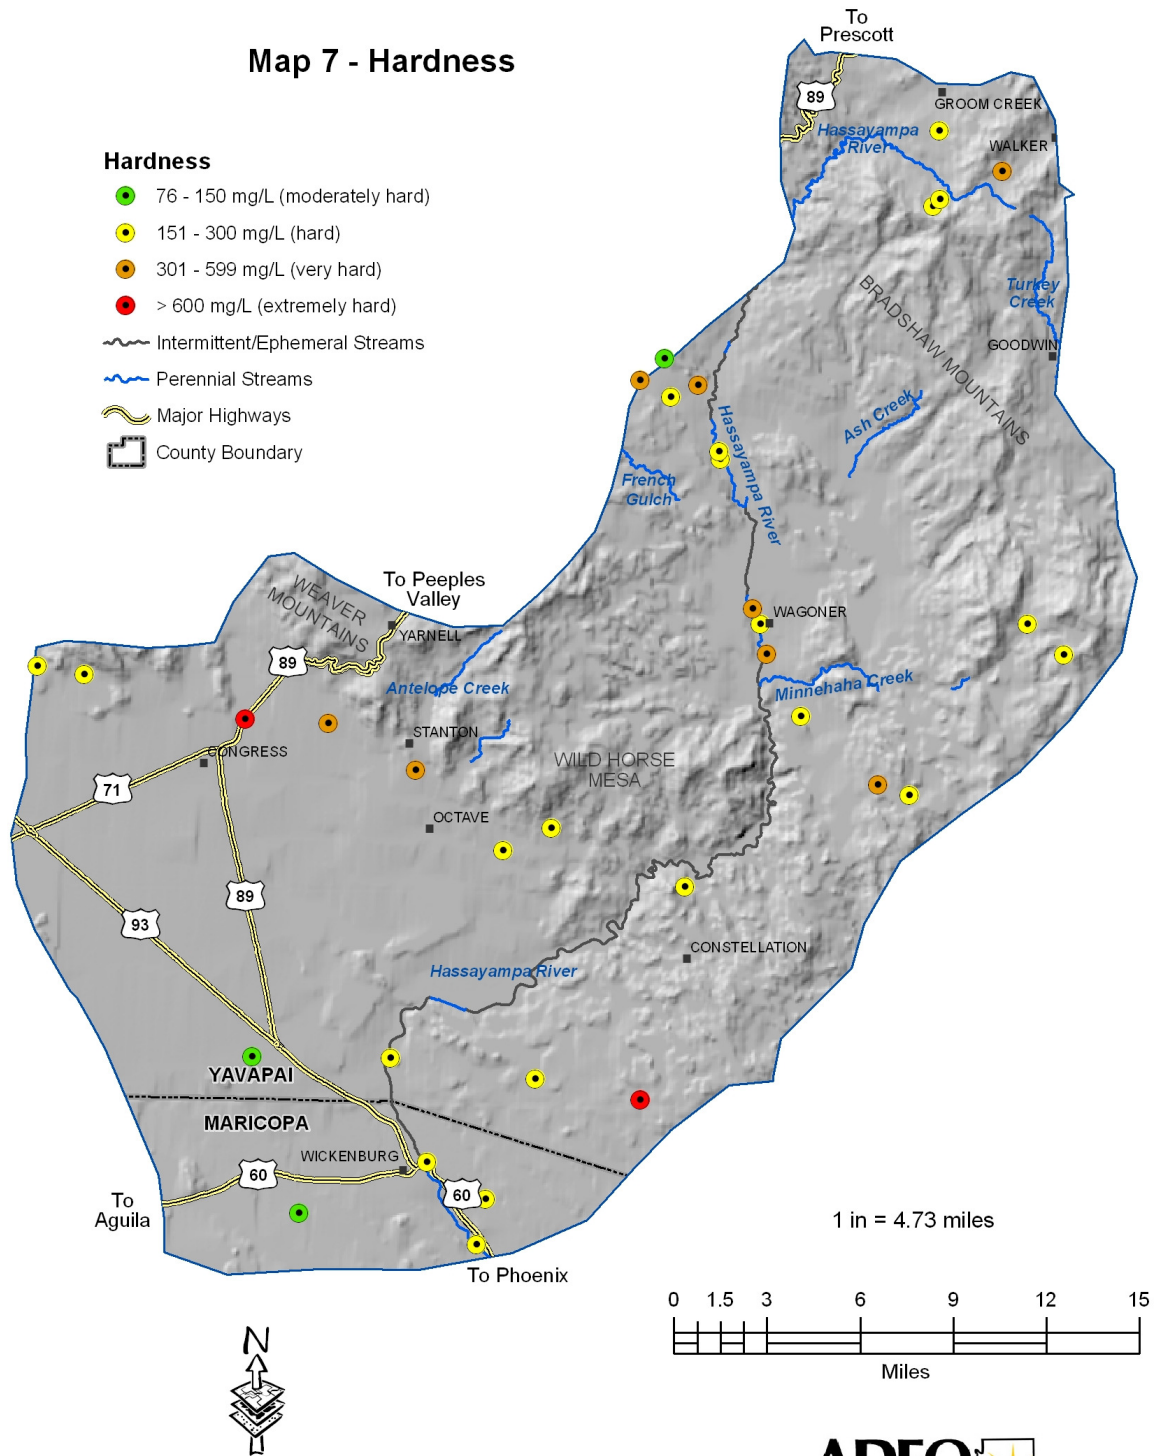 To
Prescott
Map 7 - Hardness
89
GROOM CREEK
Hassayampa
River
WALKER
Hardness
76 - 150 mg/L (moderately hard)
151 - 300 mg/L (hard)
301 - 599 mg/L (very hard)
> 600 mg/L (extremely hard)
Intermittent/Ephemeral Streams
Perennial Streams
Major Highways
County Boundary
BRADSHAW MOUNTAINS
Turkey
Creek
GOODWIN
Ash Creek
Hassayampa River
French
Gulch
To Peeples
Valley
WEAVER
MOUNTAINS
YARNELL
WAGONER
89
Antelope Creek
Minnehaha Creek
STANTON
CONGRESS
WILD HORSE
MESA
71
OCTAVE
89
93
CONSTELLATION
Hassayampa River
YAVAPAI
MARICOPA
WICKENBURG
60
60
To
Aguila
1 in = 4.73 miles
To Phoenix
0 1.5 3 6 9 12 15
Miles
N
ADEQ